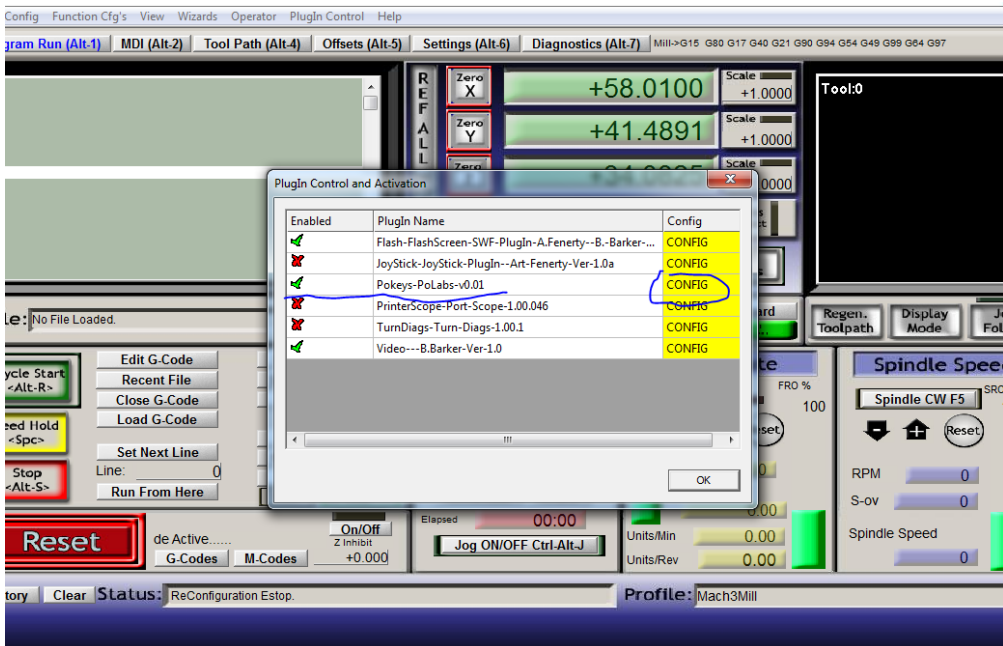 Config Function Cfg's View Wizards Operator PlugIn Control Help
gram Run (Alt-1) MDI (Alt-2) Tool Path (Alt-4) Offsets (Alt-5) Settings (Alt-6) Diagnostics (Alt-7) Mill->G15 G80 G17 G40 G21 G90 G94 G54 G49 G99 G64 G97
REF ALL
Zero X +58.0100 Scale +1.0000
Zero Y +41.4891 Scale +1.0000
Zero Scale 0000
Tool:0
PlugIn Control and Activation
Enabled PlugIn Name Config
Flash-FlashScreen-SWF-PlugIn-A.Fenerty--B.-Barker-... CONFIG
JoyStick-JoyStick-PlugIn--Art-Fenerty-Ver-1.0a CONFIG
Pokeys-PoLabs-v0.01 CONFIG
PrinterScope-Port-Scope-1.00.046 CONFIG
TurnDiags-Turn-Diags-1.00.1 CONFIG
Video---B.Barker-Ver-1.0 CONFIG
OK
le: No File Loaded.
Regen. Toolpath Display Mode
Edit G-Code
Recent File
Close G-Code
Load G-Code
Set Next Line
Line: 0
Run From Here
ycle Start
<Alt-R>
eed Hold
<Spc>
Stop
<Alt-S>
FRO %
100
Spindle Spee
Spindle CW F5
Reset
RPM 0
S-ov 0
Spindle Speed
0
Reset
de Active......
G-Codes M-Codes
On/Off
Z Inhibit
+0.000
Elapsed 00:00
Jog ON/OFF Ctrl-Alt-J
0.00
Units/Min 0.00
Units/Rev 0.00
tory Clear Status: ReConfiguration Estop.
Profile: Mach3Mill